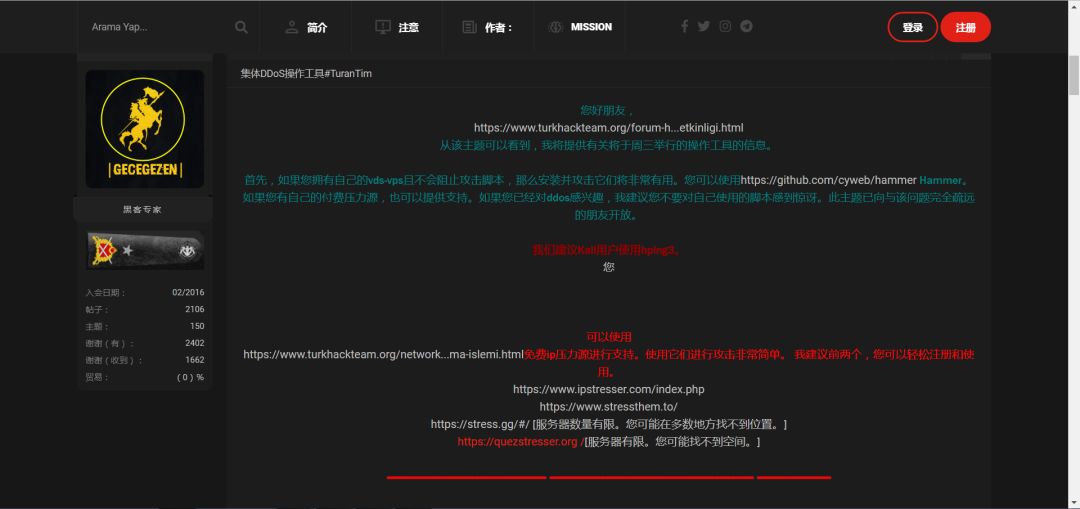 Arama Yap...
简介
注意
作者：
MISSION
登录
注册
集体DDoS操作工具#TuranTim
| GECEGEZEN |
黑客专家
入会日期： 02/2016
帖子： 2106
主题： 150
谢谢（有）： 2402
谢谢（收到）： 1662
贸易： ( 0 ) %
您好朋友，
https://www.turkhackteam.org/forum-h...etkinligi.html
从该主题可以看到，我将提供有关将于周三举行的操作工具的信息。
首先，如果您拥有自己的vds-vps且不会阻止攻击脚本，那么安装并攻击它们将非常有用。您可以使用https://github.com/cyweb/hammer Hammer。
如果您有自己的付费压力源，也可以提供支持。如果您已经对ddos感兴趣，我建议您不要对自己使用的脚本感到惊讶。此主题已向与该问题完全疏远
的朋友开放。
我们建议Kali用户使用hping3。
您
可以使用
https://www.turkhackteam.org/network...ma-islemi.html免费ip压力源进行支持。使用它们进行攻击非常简单。 我建议前两个，您可以轻松注册和使
用。
https://www.ipstresser.com/index.php
https://www.stressthem.to/
https://stress.gg/#/ [服务器数量有限。您可能在多数地方找不到位置。]
https://quezstresser.org /[服务器有限。您可能找不到空间。]